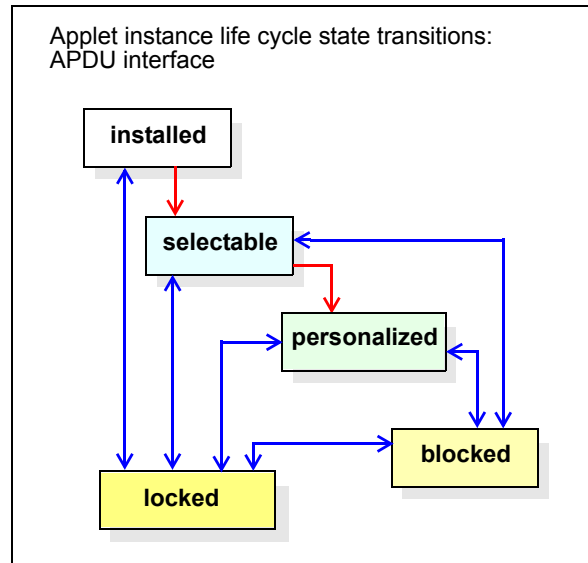 Applet instance life cycle state transitions:
APDU interface
installed
selectable
personalized
blocked
locked